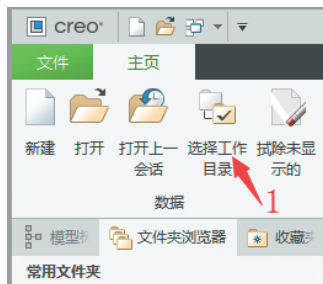 creo
文件 主页
新建 打开 打开上一会话 选择工作目录 拭除未显示的
数据
1
模型 文件夹浏览器 收藏
常用文件夹